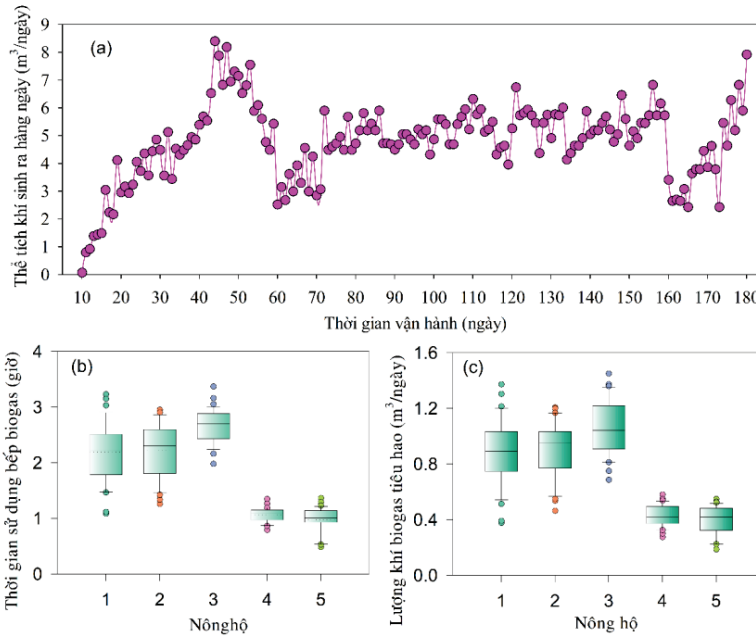 (a)
Thể tích khí sinh ra hàng ngày (m³/ngày)
9
8
7
6
5
4
3
2
1
0
10 20 30 40 50 60 70 80 90 100 110 120 130 140 150 160 170 180
Thời gian vận hành (ngày)
(b)
Thời gian sử dụng bếp biogas (giờ)
4
3
2
1
0
1 2 3 4 5
Nônghộ
(c)
Lượng khí biogas tiêu hao (m³/ngày)
1.6
1.2
0.8
0.4
0.0
1 2 3 4 5
Nông hộ